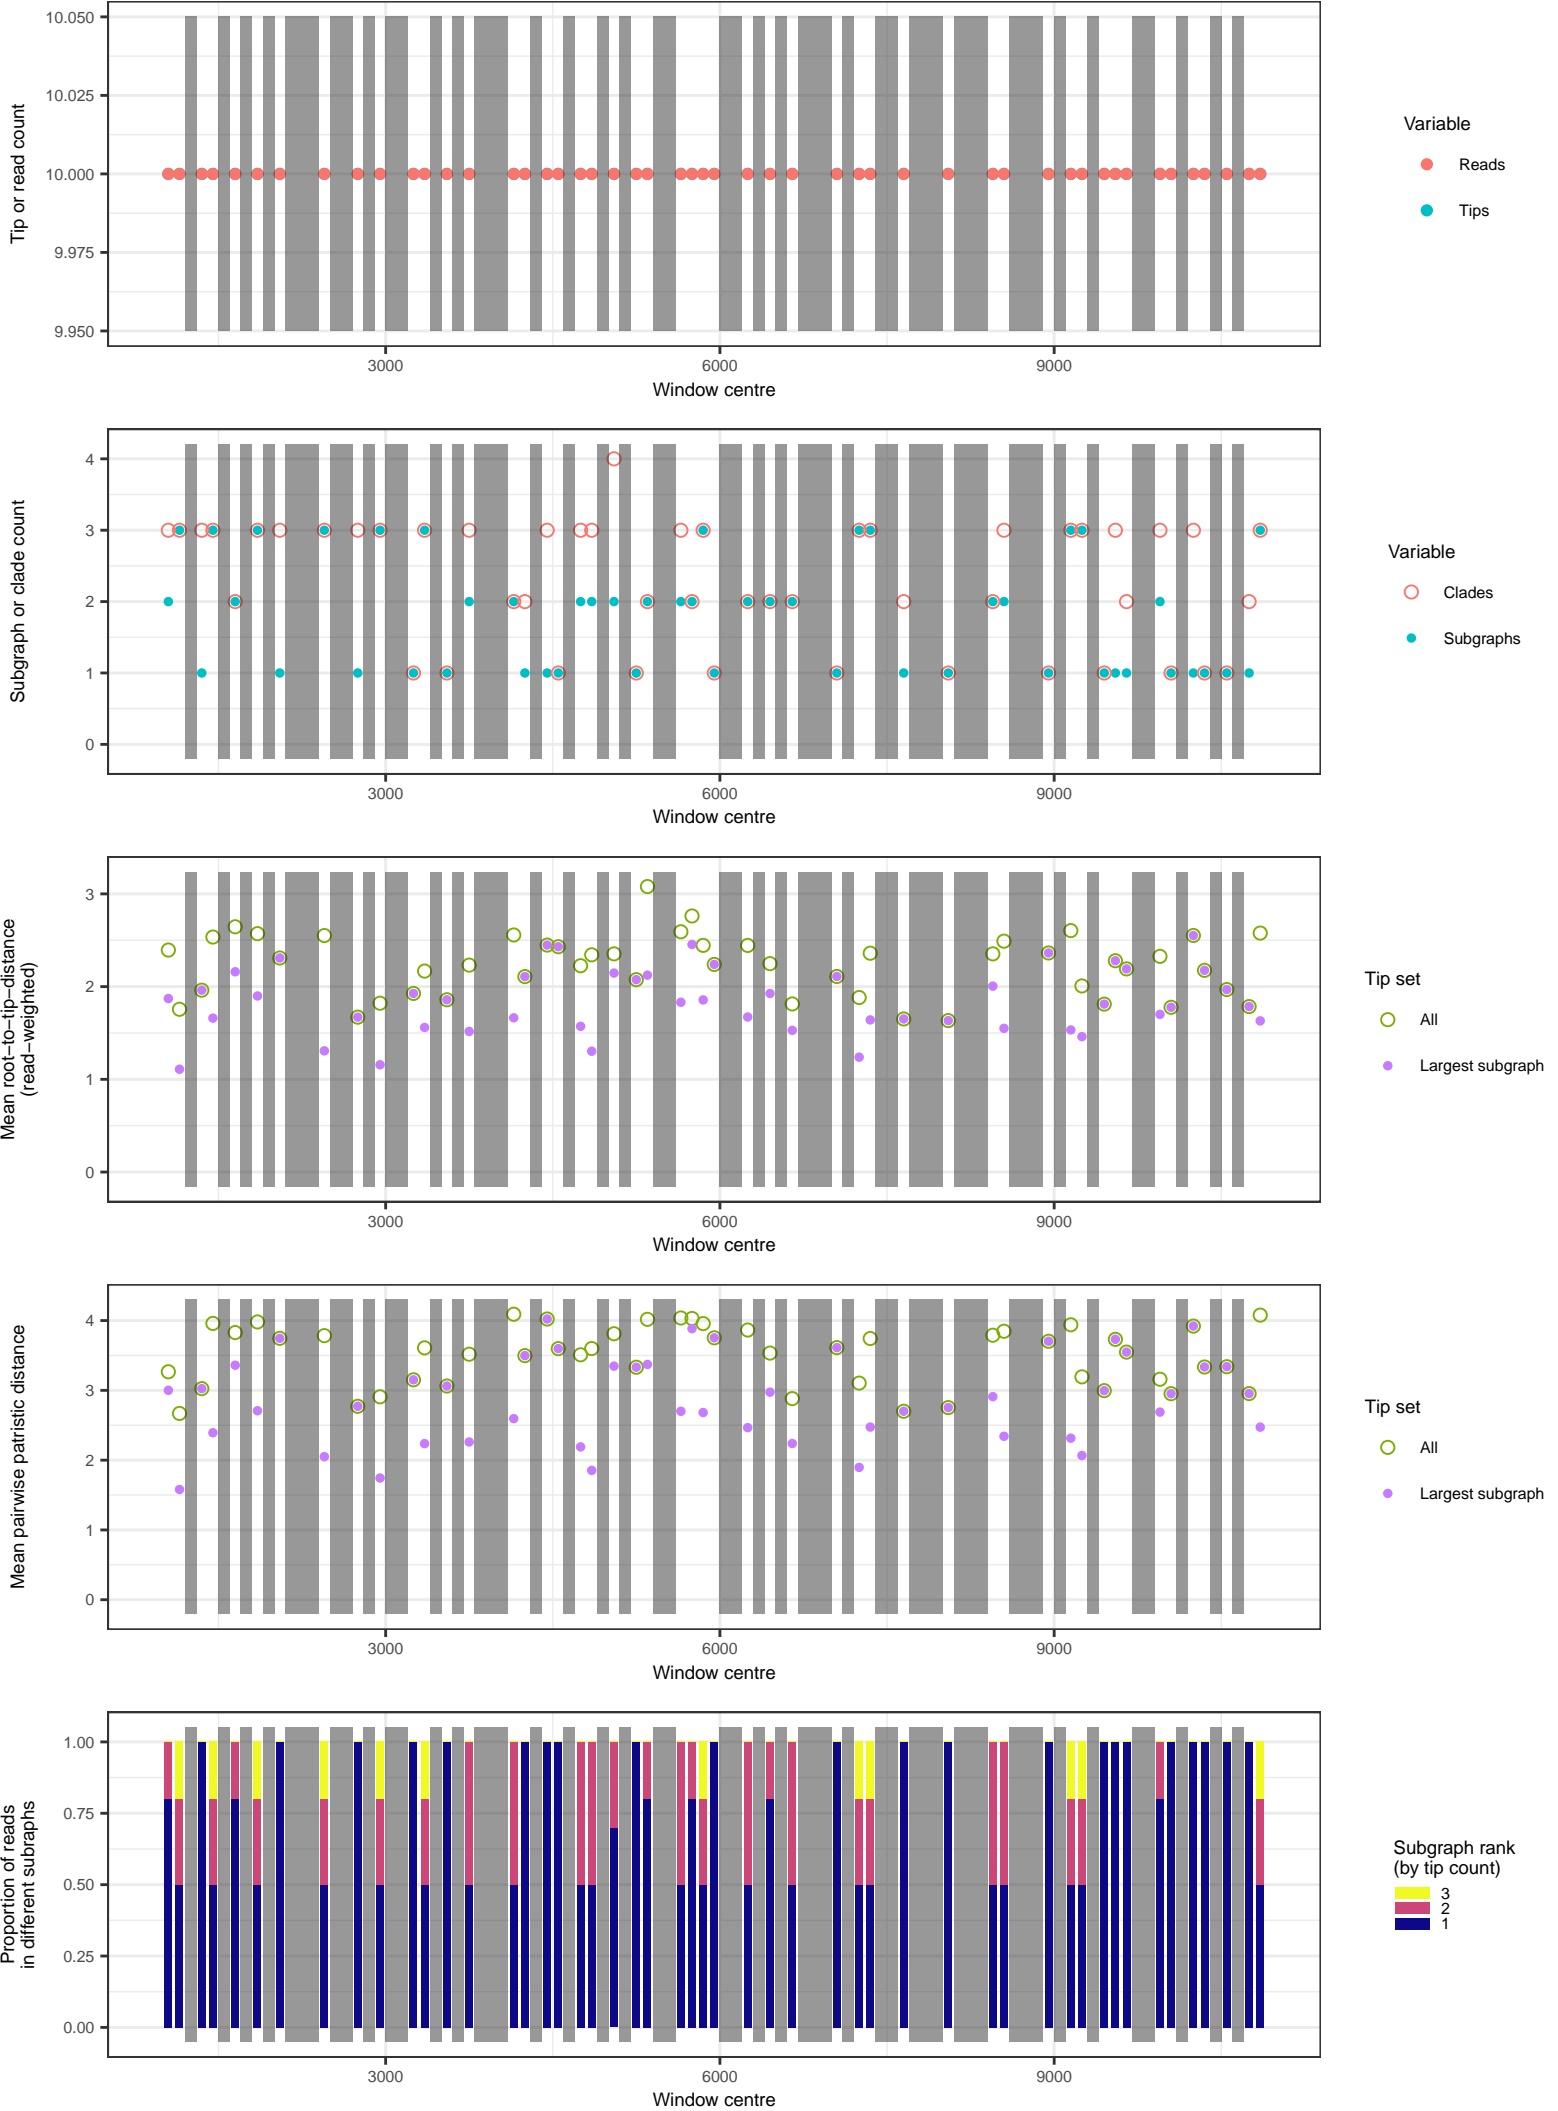 10.050
10.025
10.000
9.975
9.950
Tip or read count
3000
6000
9000
Window centre
Variable
Reads
Tips
4
3
2
1
0
Subgraph or clade count
3000
6000
9000
Window centre
Variable
Clades
Subgraphs
3
2
1
0
Mean root−to−tip−distance
(read−weighted)
3000
6000
9000
Window centre
Tip set
All
Largest subgraph
4
3
2
1
0
Mean pairwise patristic distance
3000
6000
9000
Window centre
Tip set
All
Largest subgraph
1.00
0.75
0.50
0.25
0.00
Proportion of reads
in different subraphs
3000
6000
9000
Window centre
Subgraph rank
(by tip count)
3
2
1